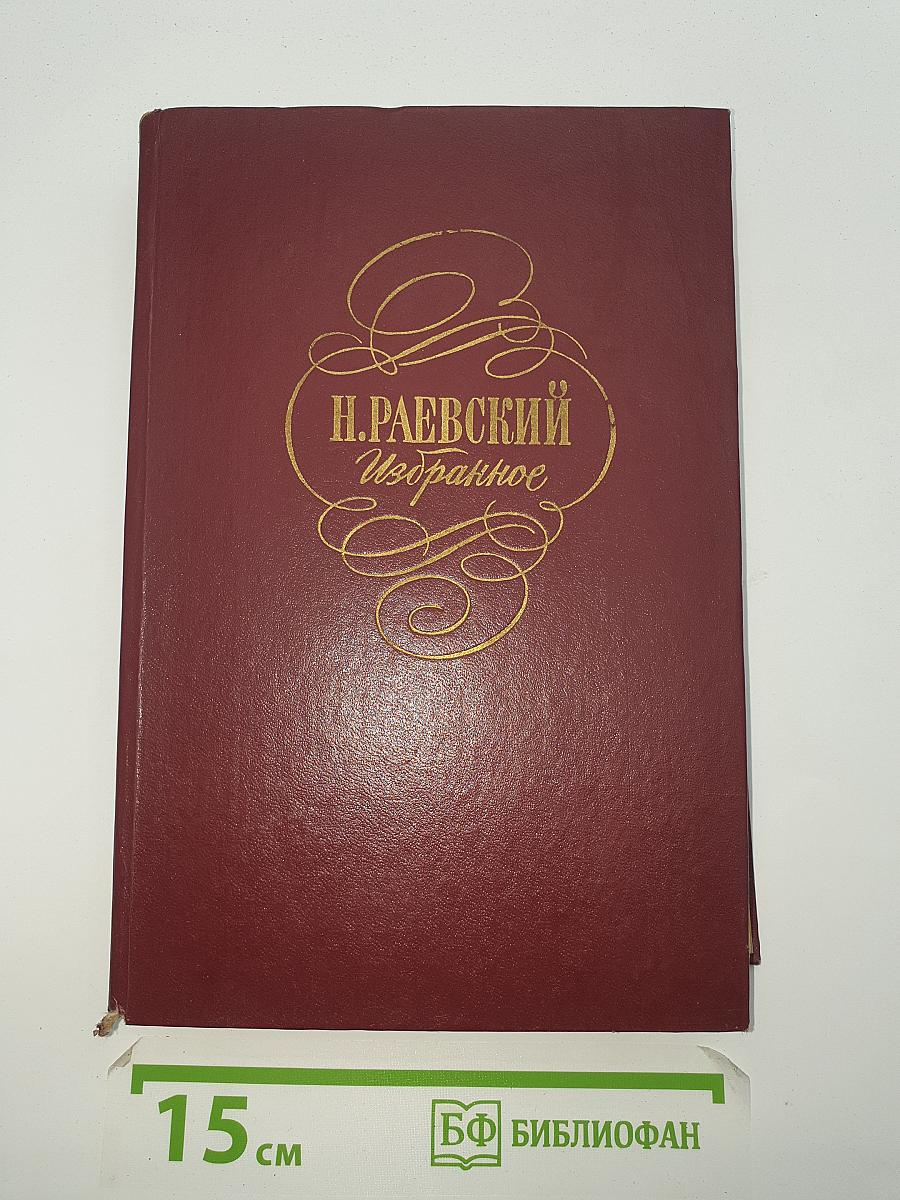 Н.РАЕВСКИЙ
Избранное
15 см
БФ БИБЛИОФАН